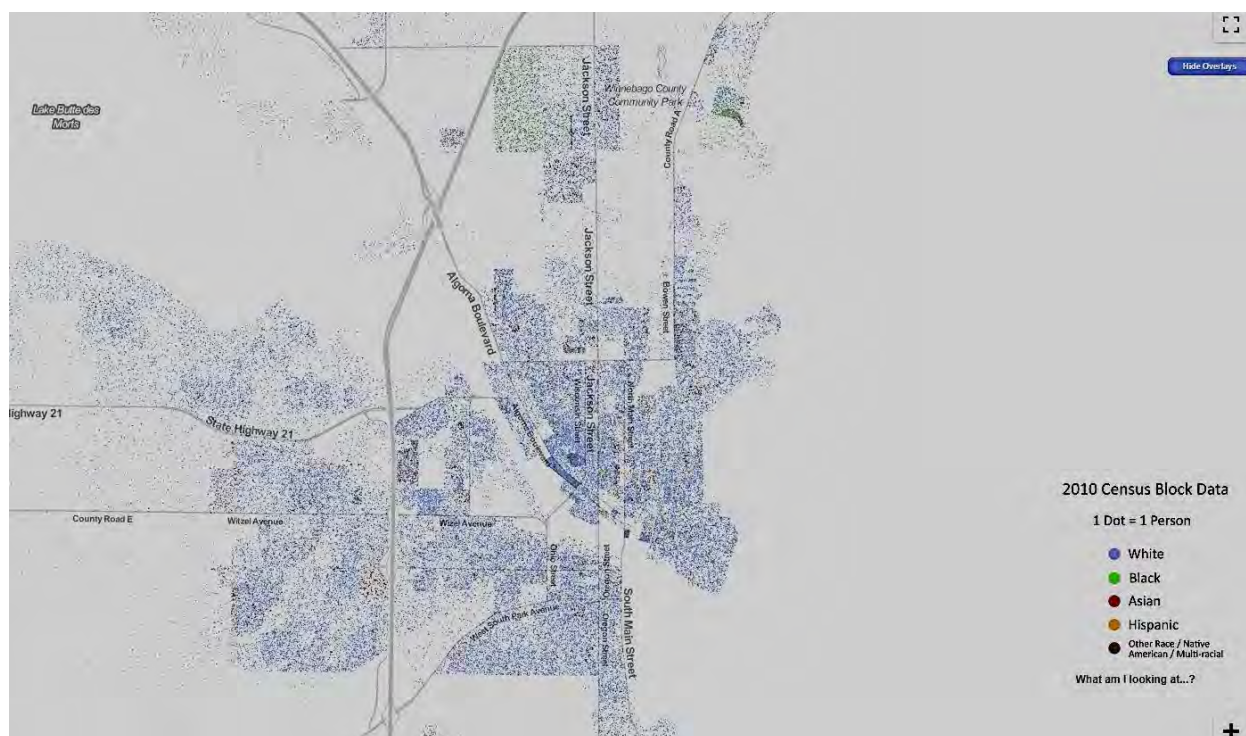 Hide Overlays
Lake Butte des
Morts
Jackson Street
Winnebago County
Community Park
County Road A
Jackson Street
Algoma Boulevard
Bowen Street
Jackson Street
North Main Street
Highway 21
State Highway 21
County Road E
Witzel Avenue
Witzel Avenue
Ohio Street
West South Park Avenue
Oregon Street
South Main Street
2010 Census Block Data
1 Dot = 1 Person
White
Black
Asian
Hispanic
Other Race / Native
American / Multi-racial
What am I looking at...?